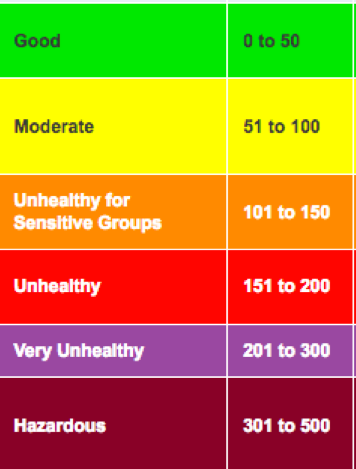 Good 0 to 50
Moderate 51 to 100
Unhealthy for
Sensitive Groups 101 to 150
Unhealthy 151 to 200
Very Unhealthy 201 to 300
Hazardous 301 to 500